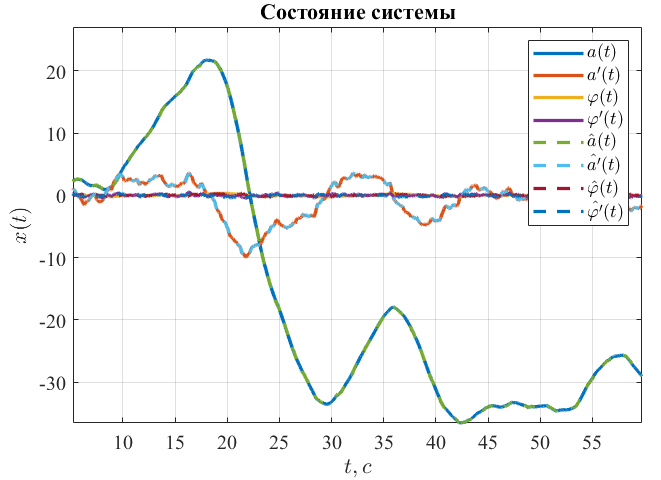 Состояние системы
x(t)
20
10
0
-10
-20
-30
10 15 20 25 30 35 40 45 50 55
t, c
a(t)
a′(t)
φ(t)
φ′(t)
â(t)
â′(t)
φ̂(t)
φ̂′(t)